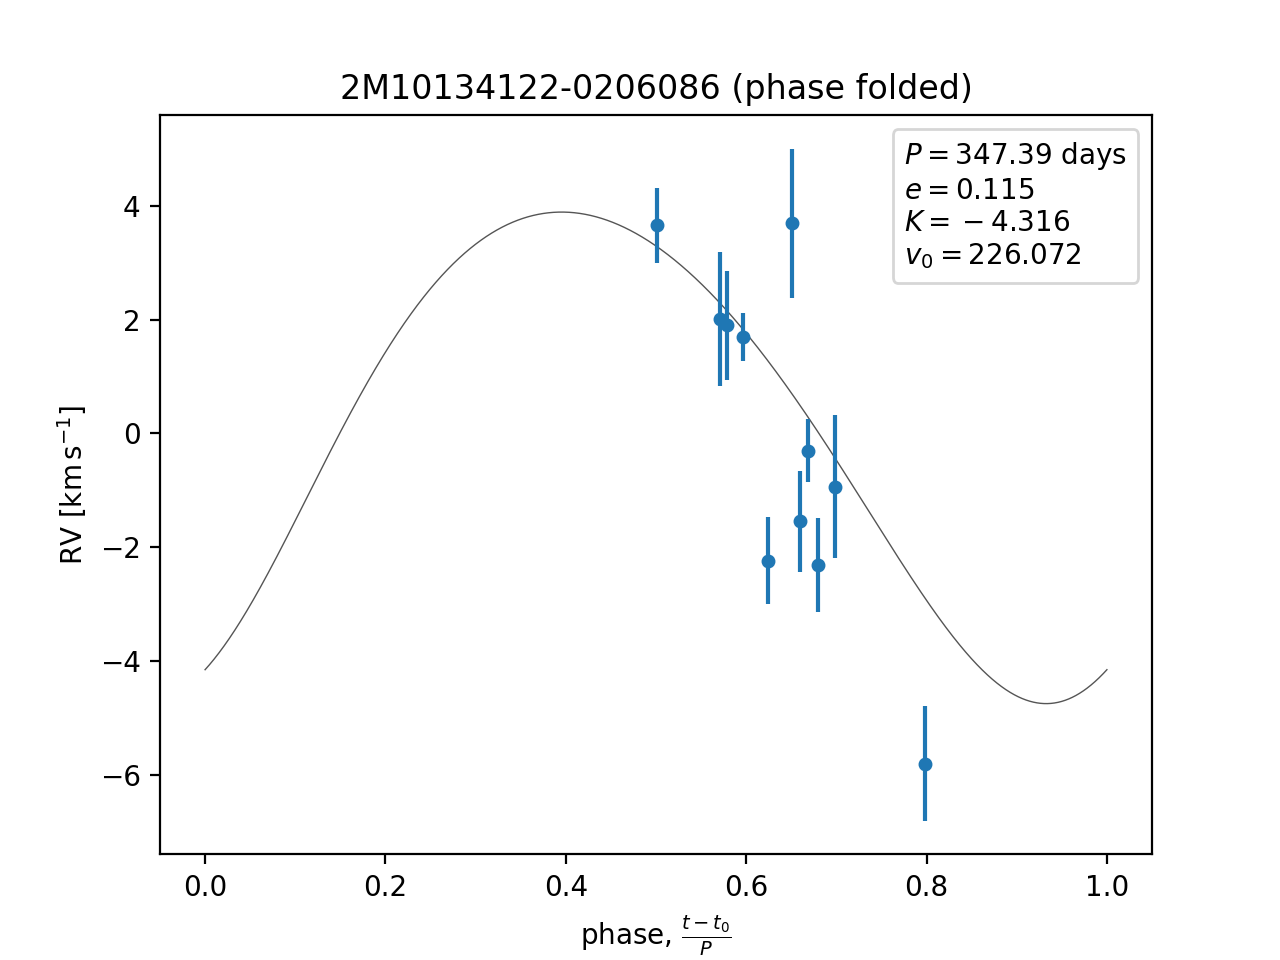 2M10134122-0206086 (phase folded)
P = 347.39 days
e = 0.115
K = −4.316
v₀ = 226.072
4
2
0
−2
−4
−6
RV [km s⁻¹]
0.0 0.2 0.4 0.6 0.8 1.0
phase, (t − t₀)/P